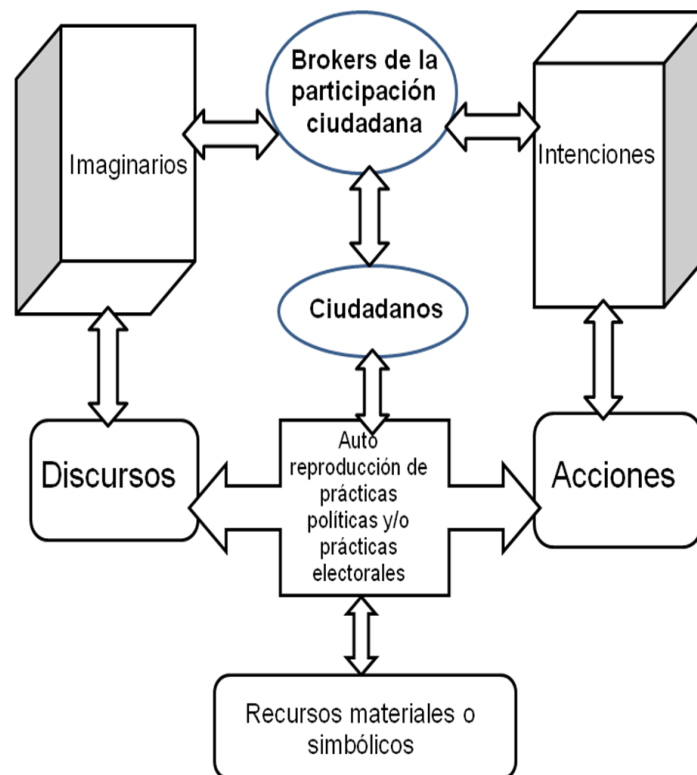 Brokers de la
participación
ciudadana
Imaginarios
Intenciones
Ciudadanos
Discursos
Auto
reproducción de
prácticas
políticas y/o
prácticas
electorales
Acciones
Recursos materiales o
simbólicos